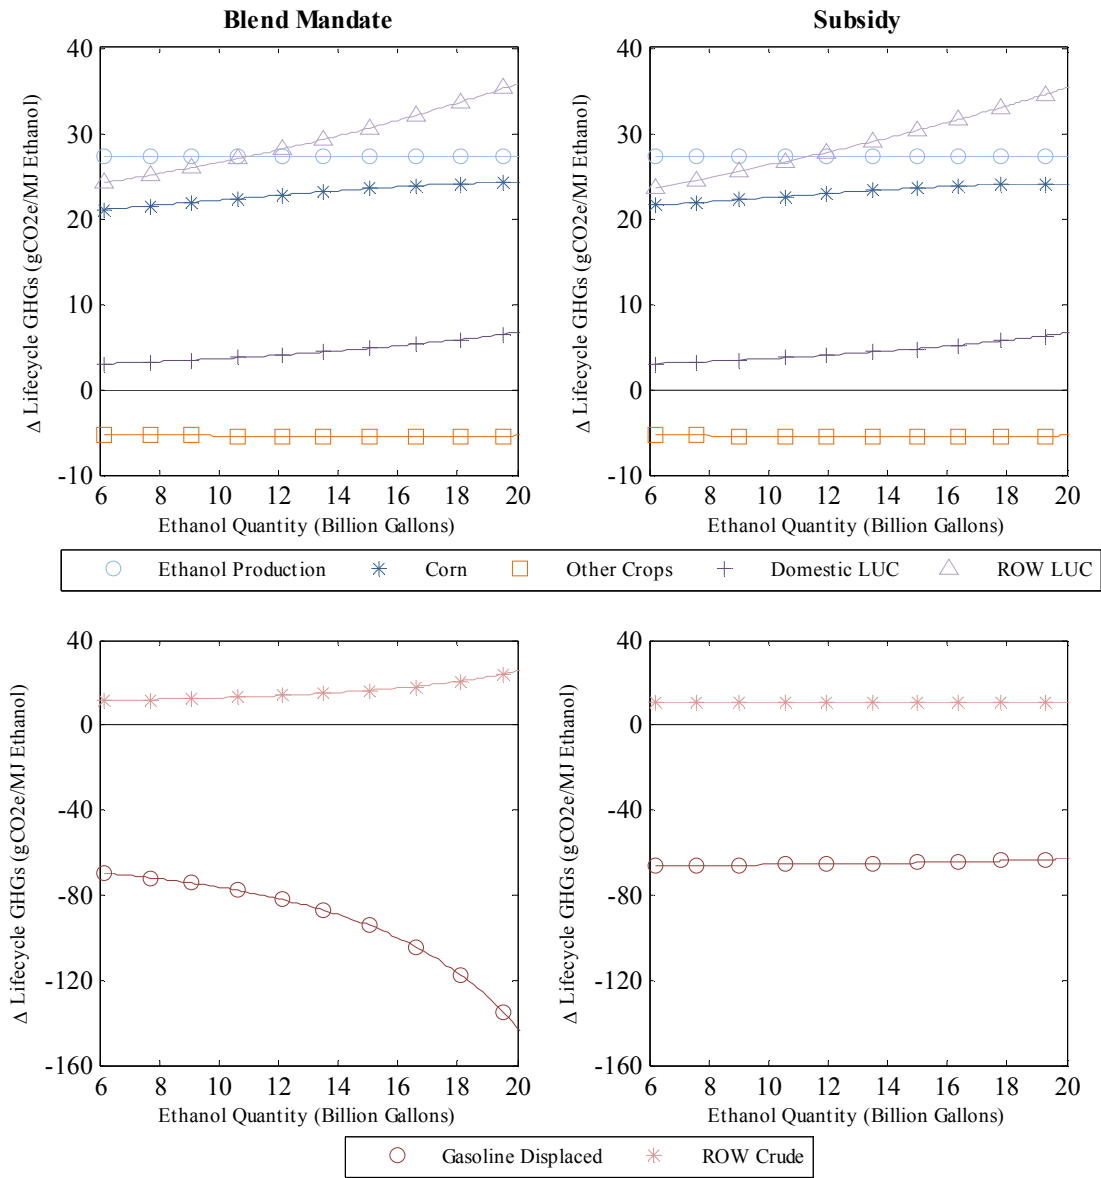 Blend Mandate
Subsidy
Δ Lifecycle GHGs (gCO2e/MJ Ethanol)
40
30
20
10
0
-10
6 8 10 12 14 16 18 20
Ethanol Quantity (Billion Gallons)
Δ Lifecycle GHGs (gCO2e/MJ Ethanol)
40
30
20
10
0
-10
6 8 10 12 14 16 18 20
Ethanol Quantity (Billion Gallons)
Ethanol Production Corn Other Crops Domestic LUC ROW LUC
Δ Lifecycle GHGs (gCO2e/MJ Ethanol)
40
0
-40
-80
-120
-160
6 8 10 12 14 16 18 20
Ethanol Quantity (Billion Gallons)
Δ Lifecycle GHGs (gCO2e/MJ Ethanol)
40
0
-40
-80
-120
-160
6 8 10 12 14 16 18 20
Ethanol Quantity (Billion Gallons)
Gasoline Displaced ROW Crude